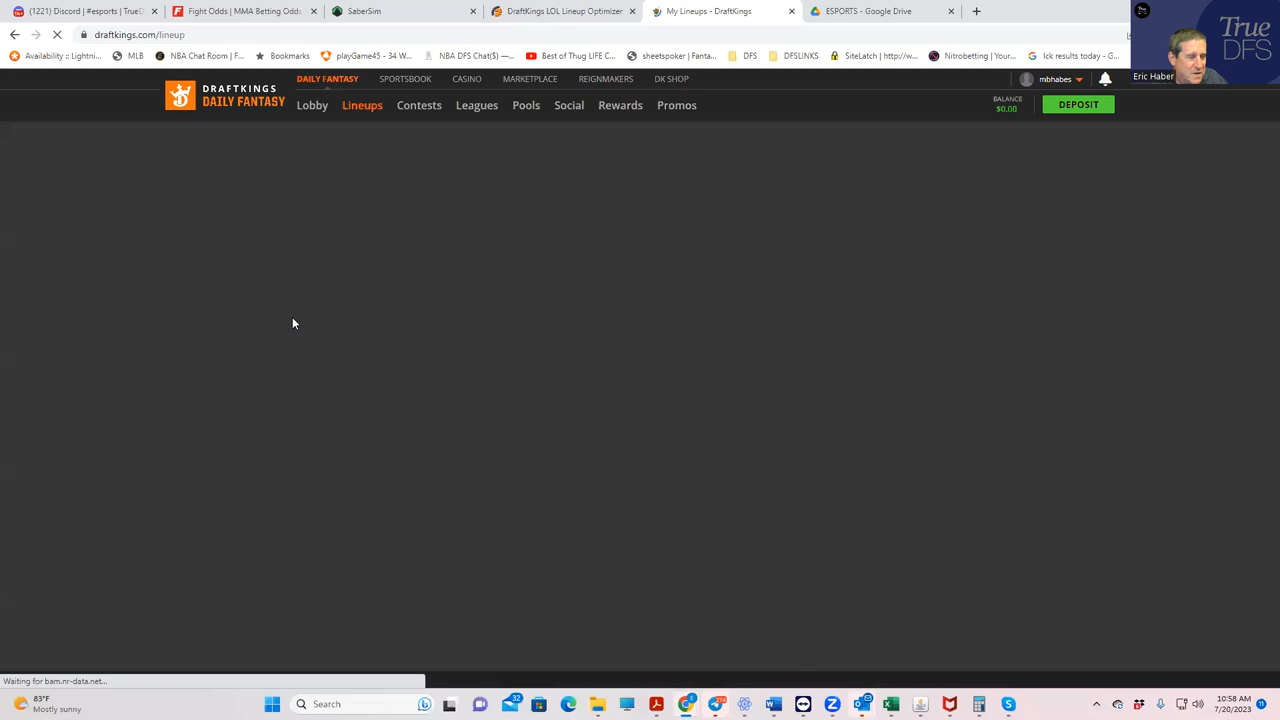 (1221) Discord | #esports | TrueD
Fight Odds | MMA Betting Odds
SaberSim
DraftKings LOL Lineup Optimizer
My Lineups - DraftKings
ESPORTS - Google Drive
draftkings.com/lineup
Availability :: Lightni...
MLB
NBA Chat Room | F...
Bookmarks
playGame45 - 34 W...
NBA DFS Chat($) —...
Best of Thug LIFE C...
sheetspoker | Fanta...
DFS
DFSLINKS
SiteLatch | http://w...
Nitrobetting | Your...
lck results today - G...
True
DFS
Eric Haber
DRAFTKINGS
DAILY FANTASY
DAILY FANTASY
SPORTSBOOK
CASINO
MARKETPLACE
REIGNMAKERS
DK SHOP
mbhabes
Lobby
Lineups
Contests
Leagues
Pools
Social
Rewards
Promos
BALANCE
$0.00
DEPOSIT
Waiting for bam.nr-data.net...
83°F
Mostly sunny
Search
32
10:58 AM
7/20/2023